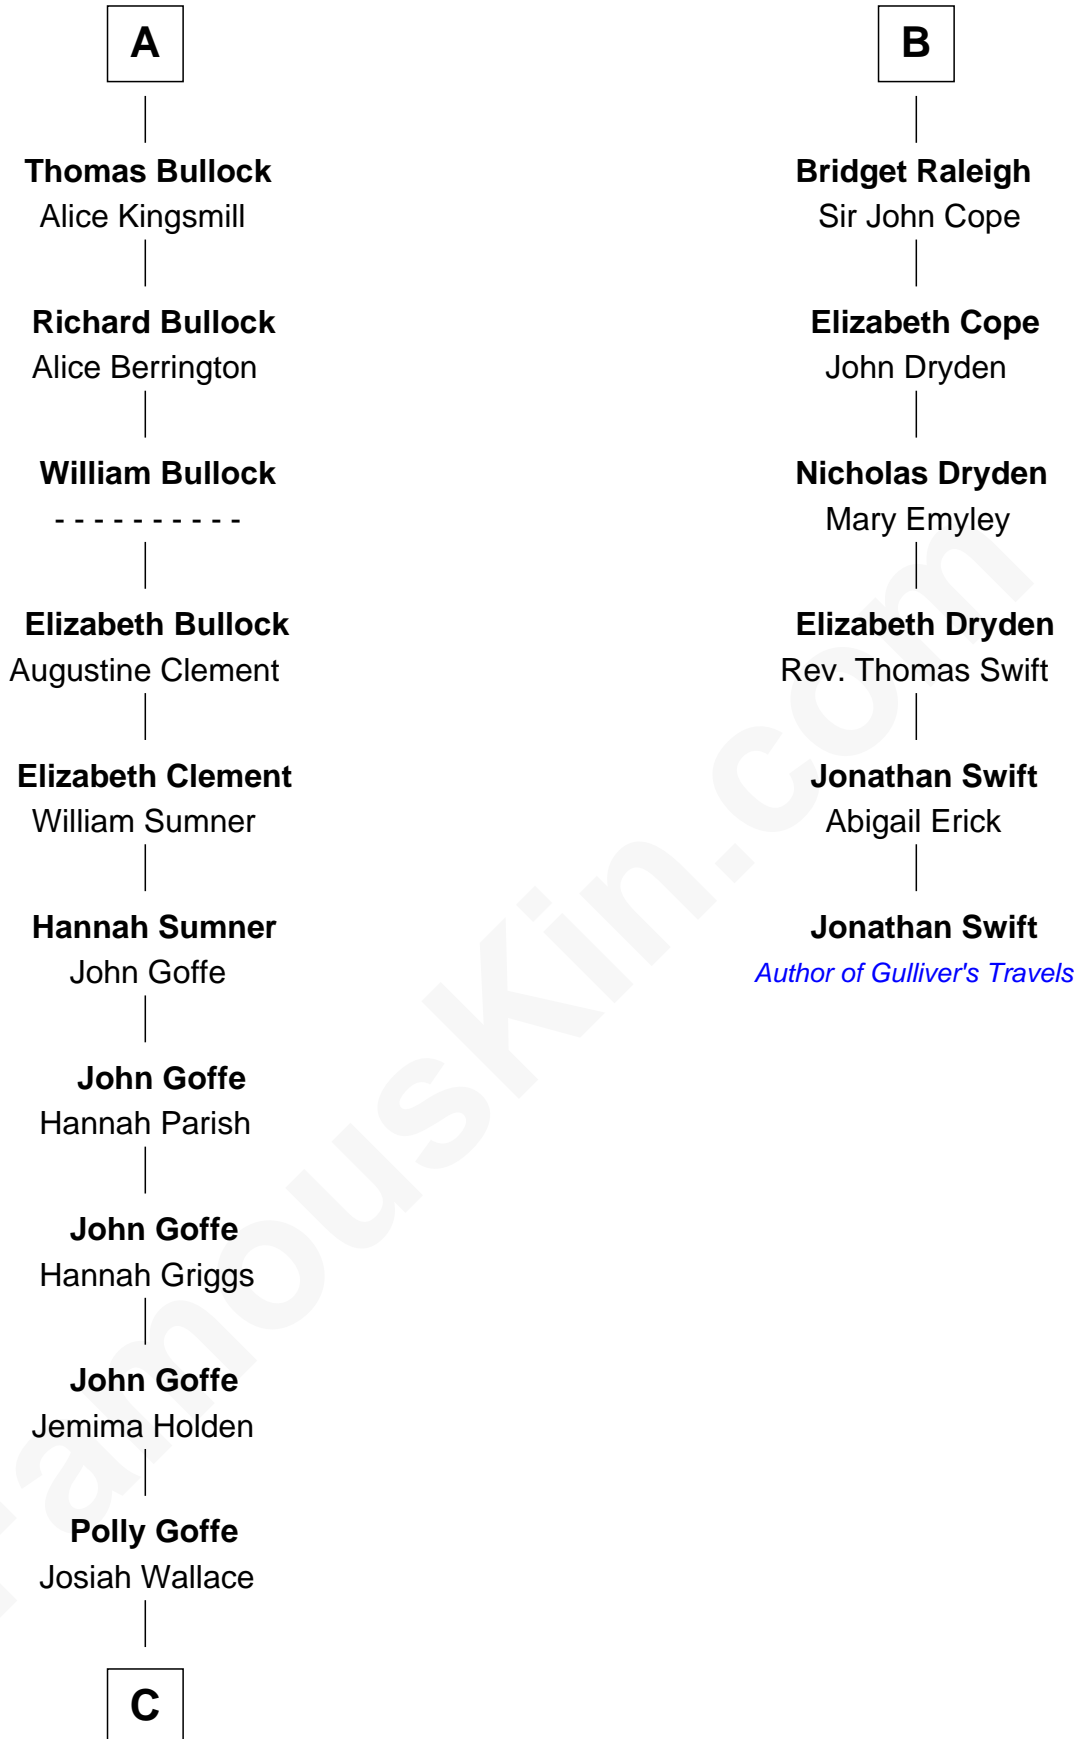 A
Thomas Bullock
Alice Kingsmill
Richard Bullock
Alice Berrington
William Bullock
- - - - - - - - - -
Elizabeth Bullock
Augustine Clement
Elizabeth Clement
William Sumner
Hannah Sumner
John Goffe
John Goffe
Hannah Parish
John Goffe
Hannah Griggs
John Goffe
Jemima Holden
Polly Goffe
Josiah Wallace
C
B
Bridget Raleigh
Sir John Cope
Elizabeth Cope
John Dryden
Nicholas Dryden
Mary Emyley
Elizabeth Dryden
Rev. Thomas Swift
Jonathan Swift
Abigail Erick
Jonathan Swift
Author of Gulliver's Travels
FamousKin.com